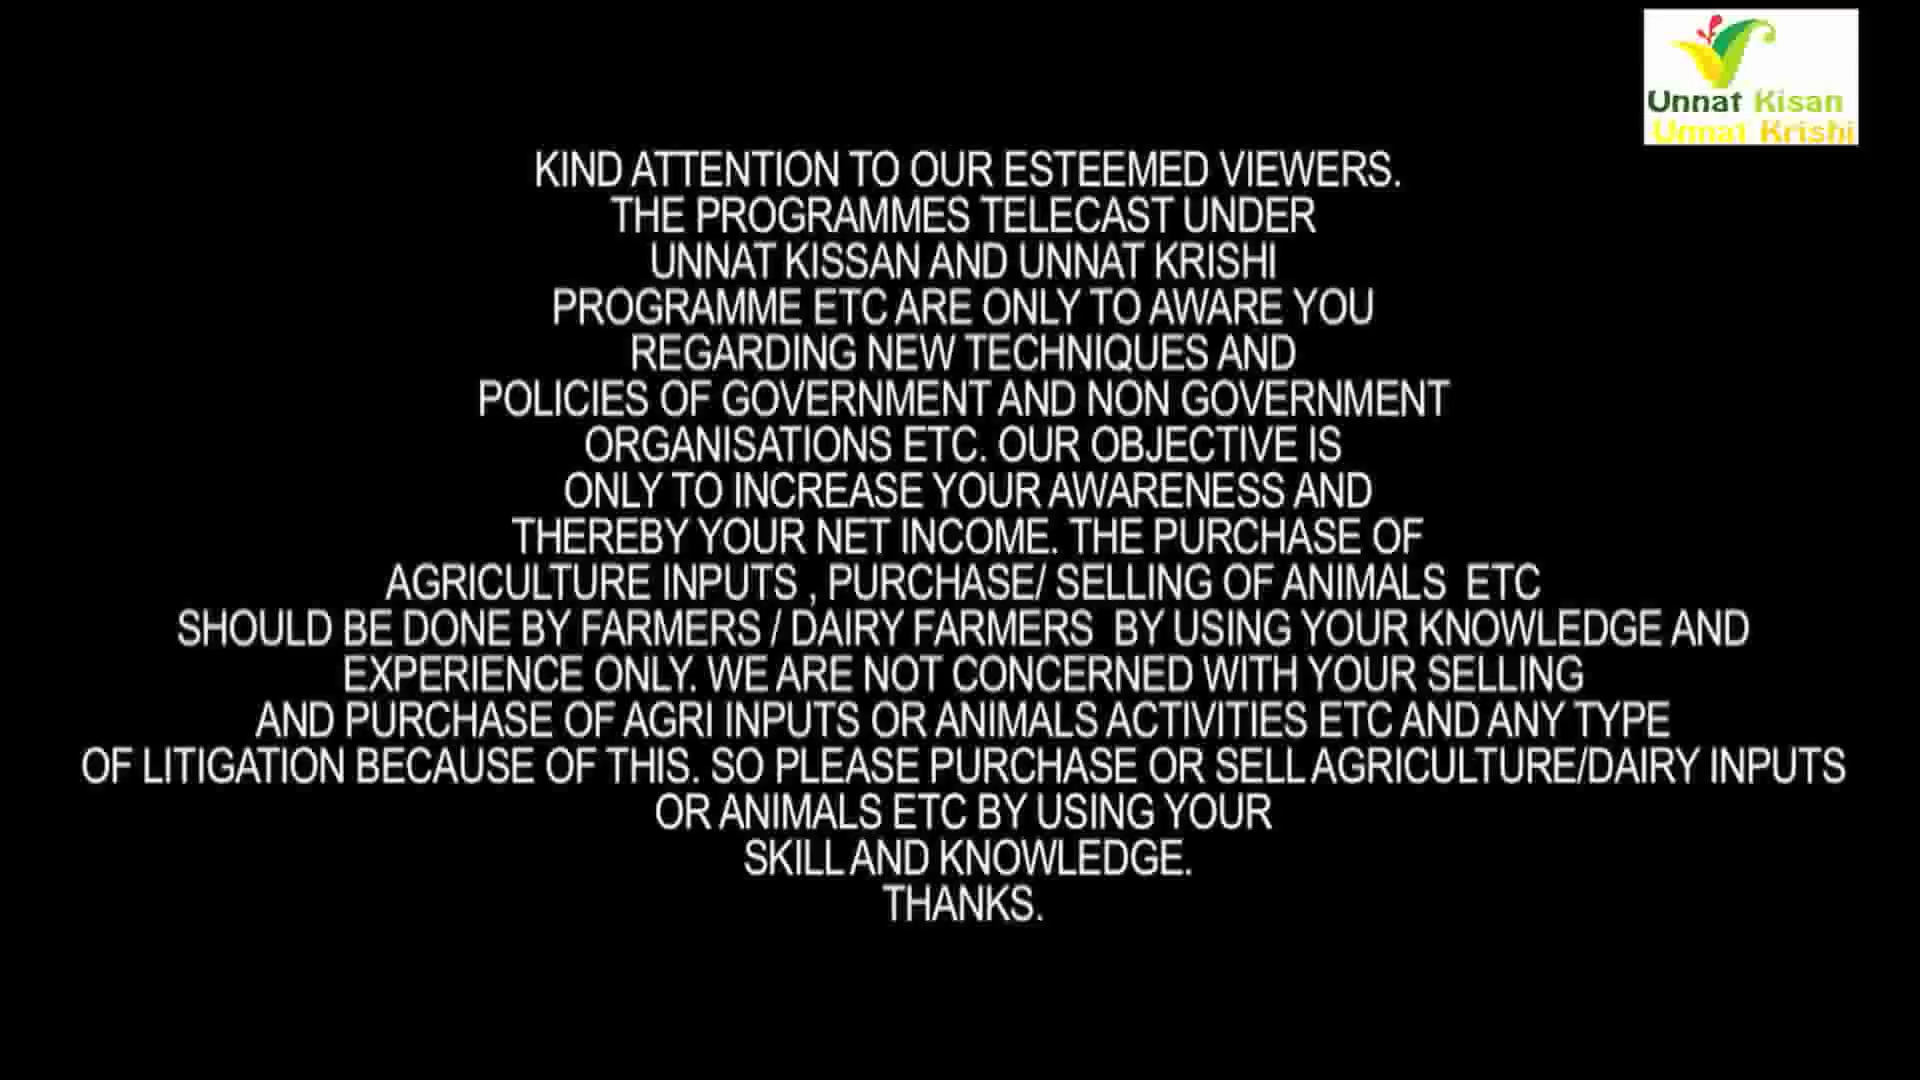 Unnat Kisan
Unnat Krishi
KIND ATTENTION TO OUR ESTEEMED VIEWERS.
THE PROGRAMMES TELECAST UNDER
UNNAT KISSAN AND UNNAT KRISHI
PROGRAMME ETC ARE ONLY TO AWARE YOU
REGARDING NEW TECHNIQUES AND
POLICIES OF GOVERNMENT AND NON GOVERNMENT
ORGANISATIONS ETC. OUR OBJECTIVE IS
ONLY TO INCREASE YOUR AWARENESS AND
THEREBY YOUR NET INCOME. THE PURCHASE OF
AGRICULTURE INPUTS , PURCHASE/ SELLING OF ANIMALS ETC
SHOULD BE DONE BY FARMERS / DAIRY FARMERS BY USING YOUR KNOWLEDGE AND
EXPERIENCE ONLY. WE ARE NOT CONCERNED WITH YOUR SELLING
AND PURCHASE OF AGRI INPUTS OR ANIMALS ACTIVITIES ETC AND ANY TYPE
OF LITIGATION BECAUSE OF THIS. SO PLEASE PURCHASE OR SELL AGRICULTURE/DAIRY INPUTS
OR ANIMALS ETC BY USING YOUR
SKILL AND KNOWLEDGE.
THANKS.